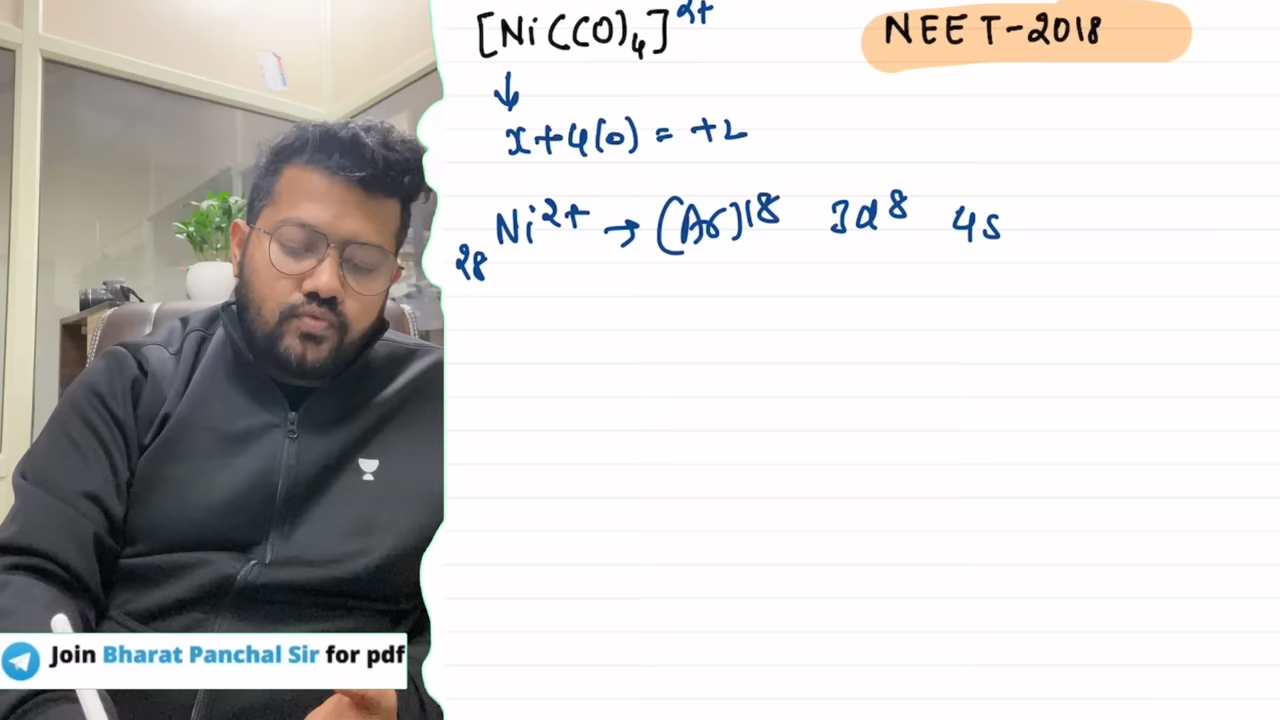 [Ni(CO)4]2+
NEET-2018
↓
x+4(0) = +2
28Ni2+ → (Ar)18 3d8 4s
Join Bharat Panchal Sir for pdf